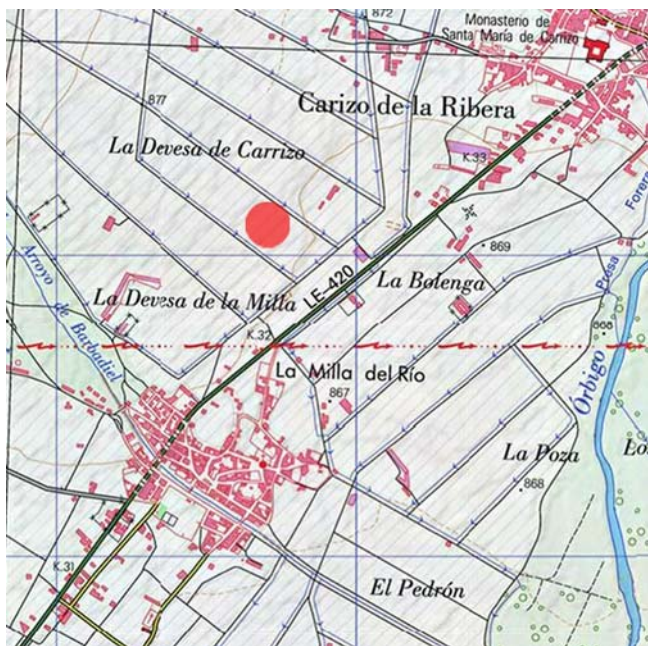 872
Monasterio de
Santa María de Carrizo
877
Carizo de la Ribera
La Devesa de Carrizo
K.33
869
Forera
Presa
Arroyo
de Barbadiel
La Devesa de la Milla
LE-420
La Bolenga
K.32
868
Órbigo
La Milla del Río
867
La Poza
868
K.31
El Pedrón